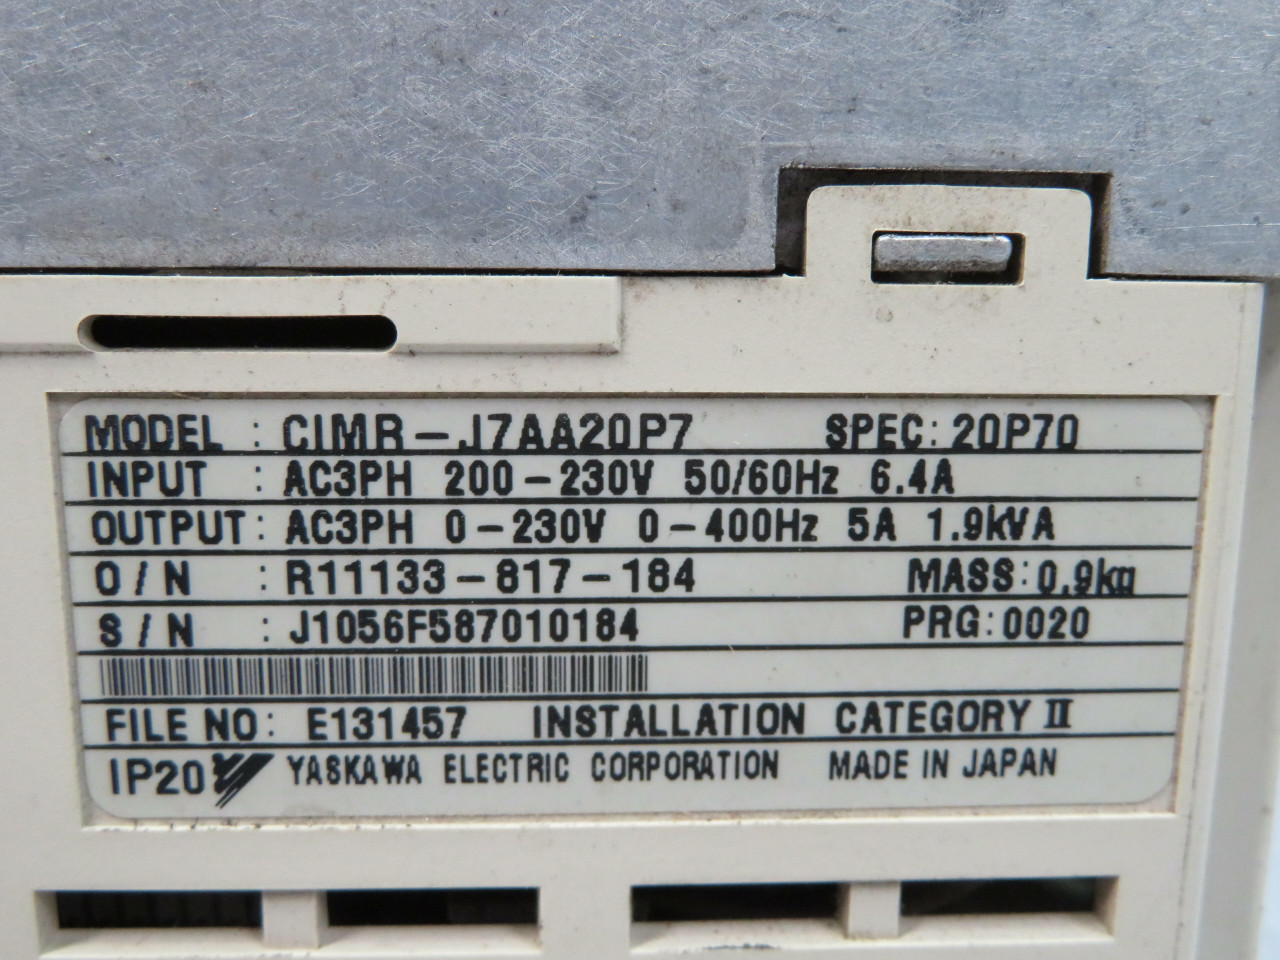 MODEL : CIMR-J7AA20P7 SPEC: 20P70
INPUT : AC3PH 200-230V 50/60Hz 6.4A
OUTPUT: AC3PH 0-230V 0-400Hz 5A 1.9kVA
O/N : R11133-817-184 MASS: 0.9kg
S/N : J1056F587010184 PRG: 0020
FILE NO: E131457 INSTALLATION CATEGORY II
IP20 YASKAWA ELECTRIC CORPORATION MADE IN JAPAN